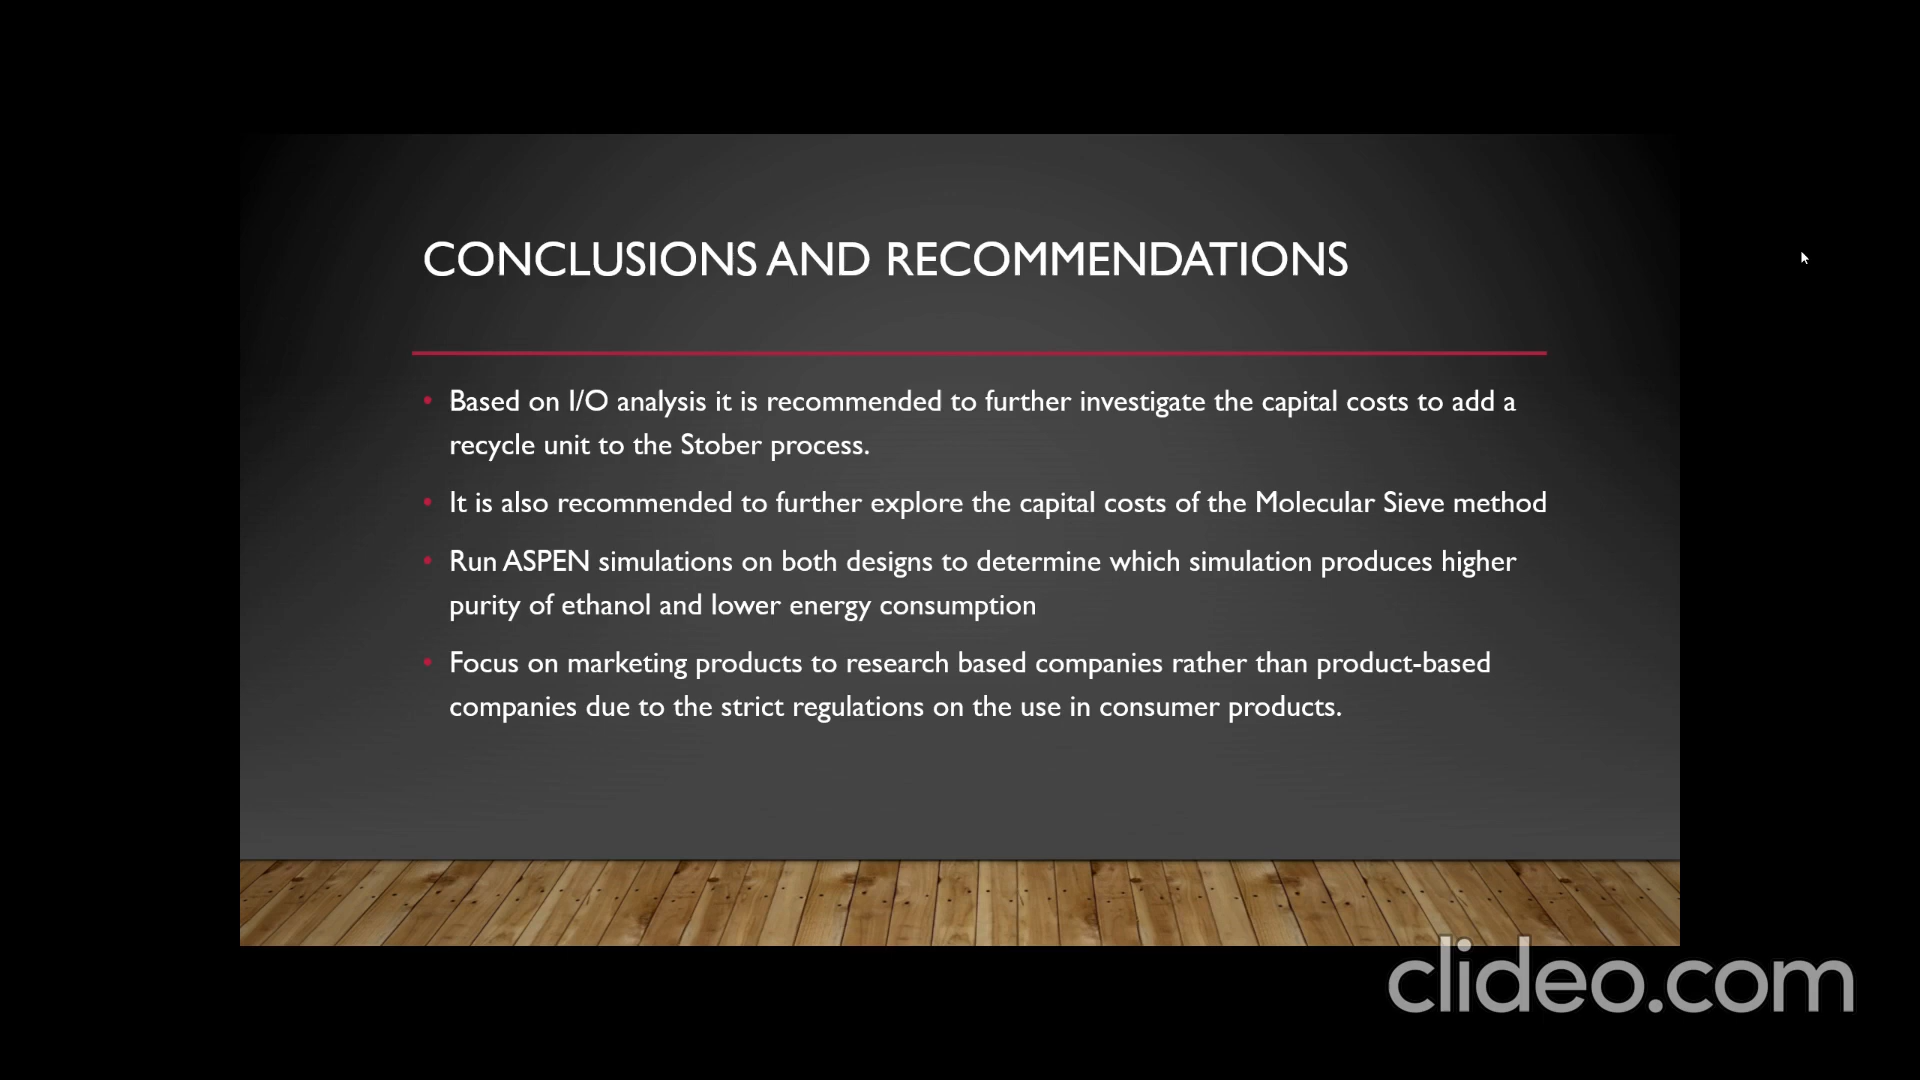 CONCLUSIONS AND RECOMMENDATIONS
• Based on I/O analysis it is recommended to further investigate the capital costs to add a
recycle unit to the Stober process.
• It is also recommended to further explore the capital costs of the Molecular Sieve method
• Run ASPEN simulations on both designs to determine which simulation produces higher
purity of ethanol and lower energy consumption
• Focus on marketing products to research based companies rather than product-based
companies due to the strict regulations on the use in consumer products.
clideo.com